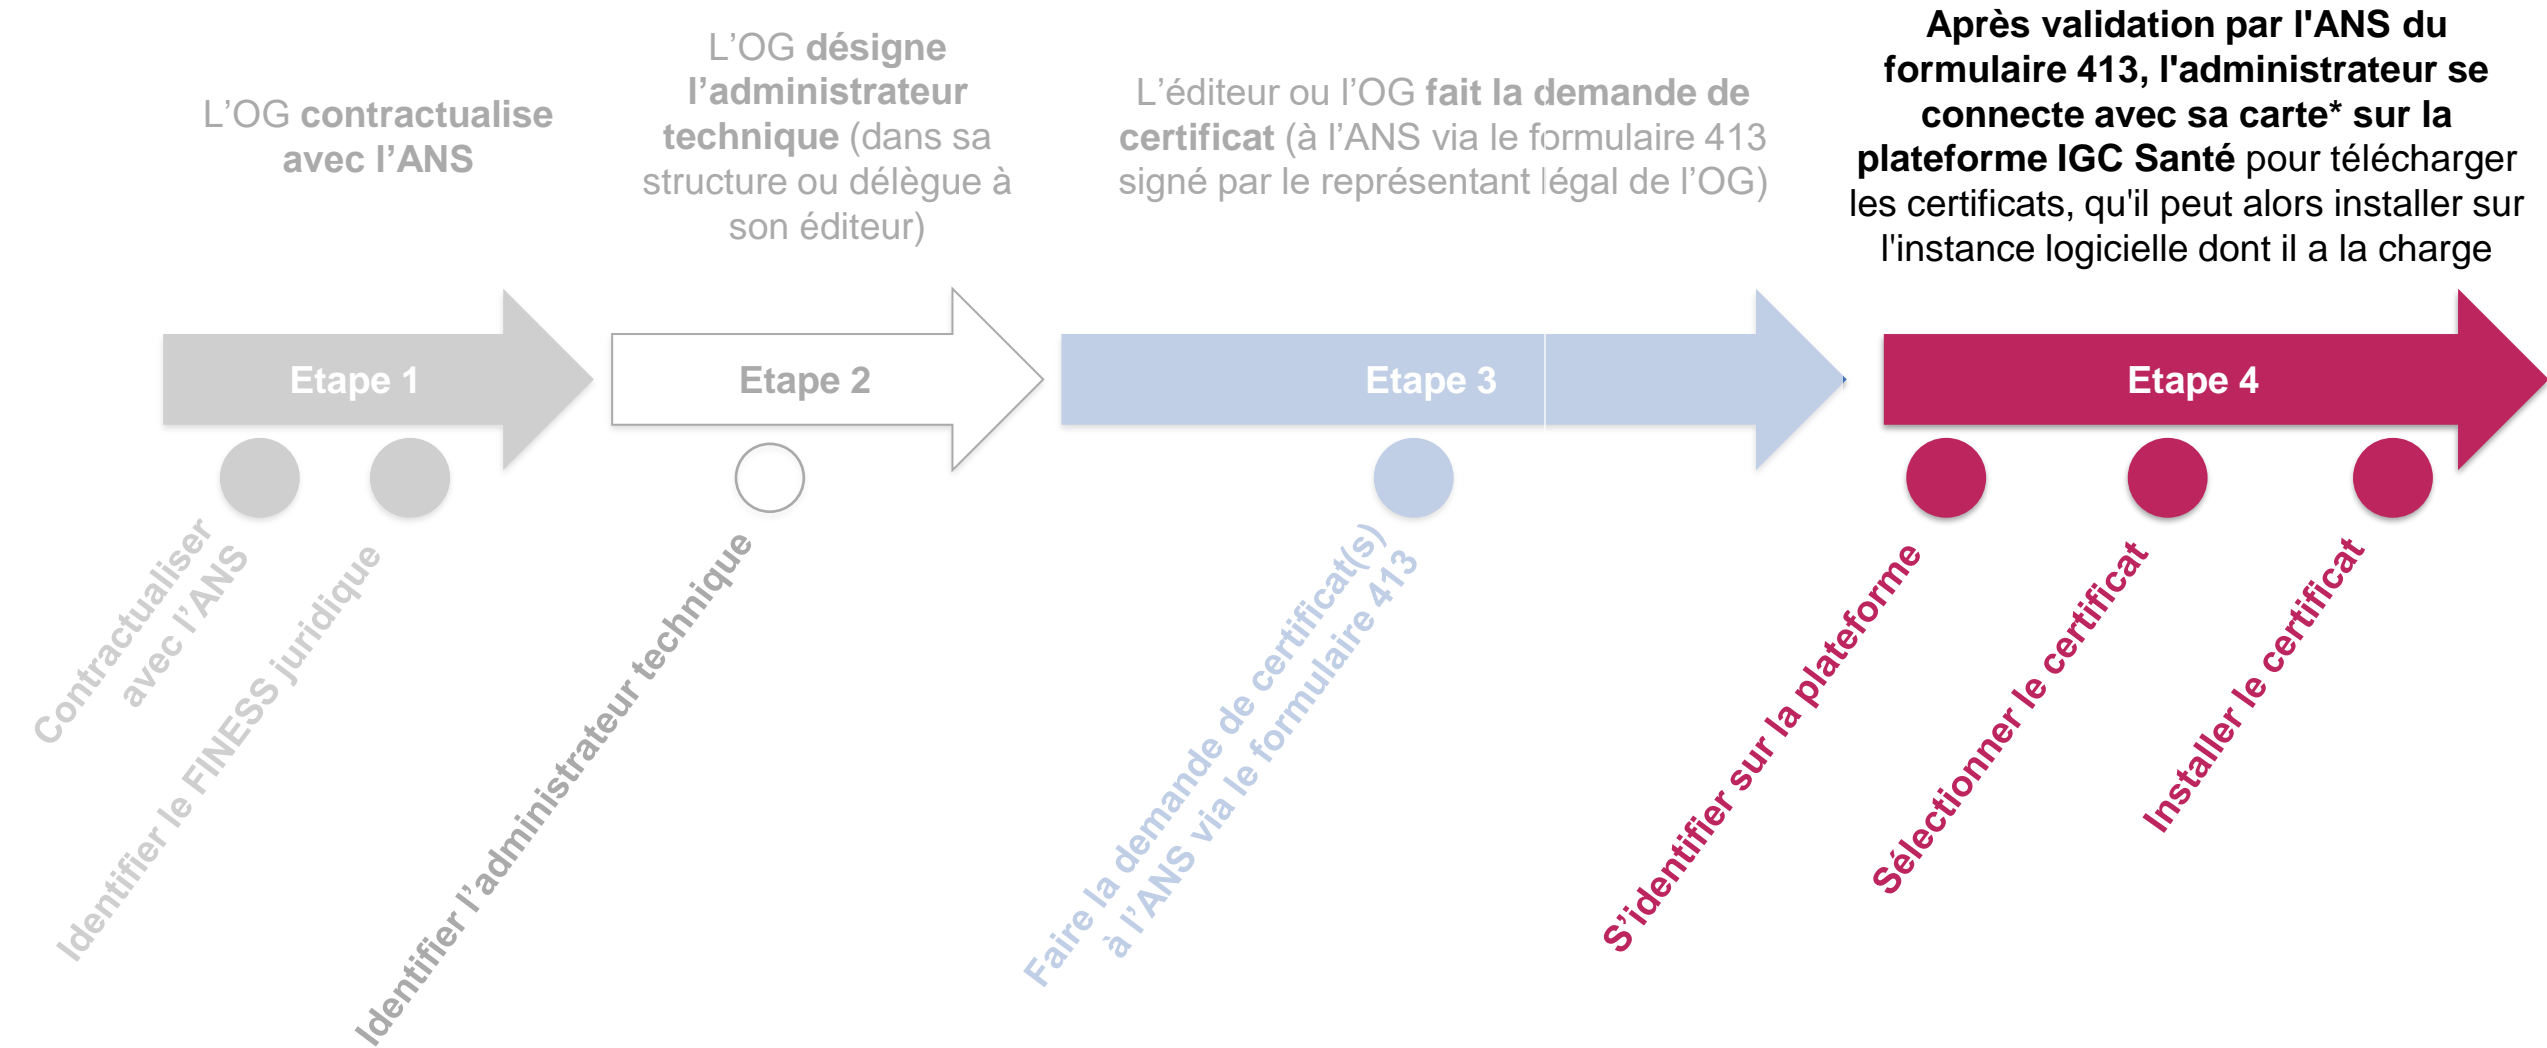 L’OG contractualise
avec l’ANS
L’OG désigne
l’administrateur
technique (dans sa
structure ou délègue à
son éditeur)
L’éditeur ou l’OG fait la demande de
certificat (à l’ANS via le formulaire 413
signé par le représentant légal de l’OG)
Après validation par l'ANS du
formulaire 413, l'administrateur se
connecte avec sa carte* sur la
plateforme IGC Santé pour télécharger
les certificats, qu'il peut alors installer sur
l'instance logicielle dont il a la charge
Etape 1
Etape 2
Etape 3
Etape 4
Contractualiser
avec l’ANS
Identifier le FINESS juridique
Identifier l’administrateur technique
Faire la demande de certificat(s)
à l’ANS via le formulaire 413
S’identifier sur la plateforme
Sélectionner le certificat
Installer le certificat